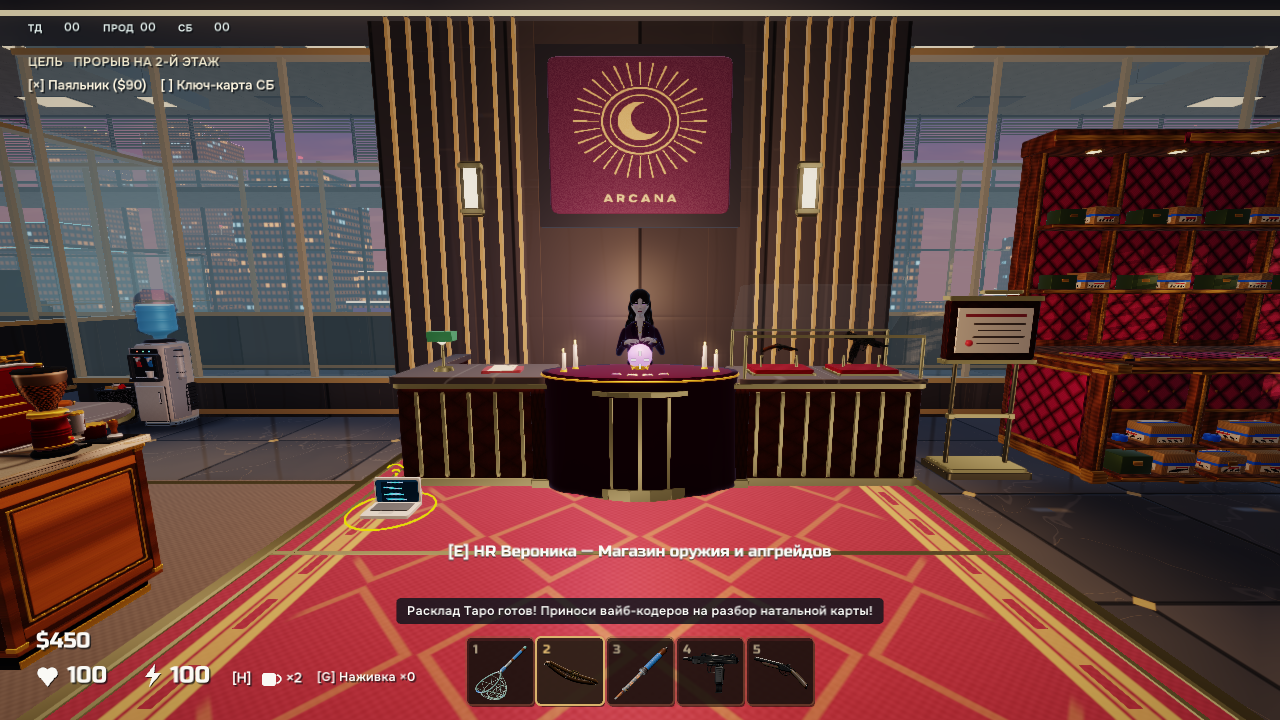 ТД 00 ПРОД 00 СБ 00
ЦЕЛЬ ПРОРЫВ НА 2-Й ЭТАЖ
[×] Паяльник ($90) [ ] Ключ-карта СБ
ARCANA
[E] HR Вероника — Магазин оружия и апгрейдов
Расклад Таро готов! Приноси вайб-кодеров на разбор натальной карты!
$450
100 100 [H] ×2 [G] Наживка ×0
1 2 3 4 5